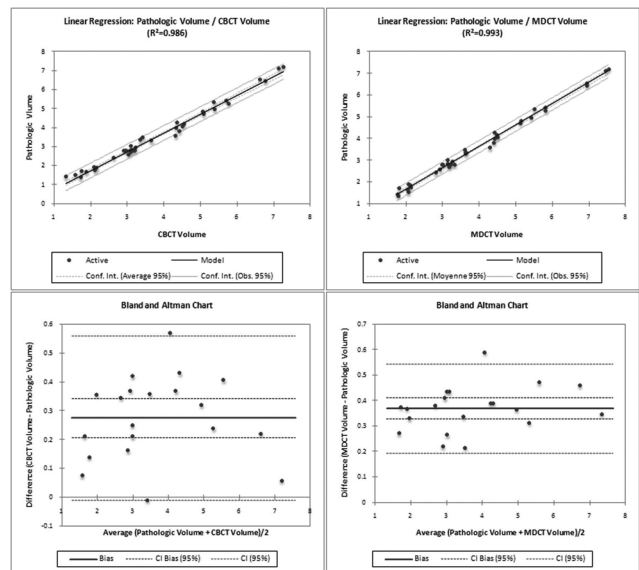 Linear Regression: Pathologic Volume / CBCT Volume
(R²=0.986)
Pathologic Vlume
8
7
6
5
4
3
2
1
0
1 2 3 4 5 6 7 8
CBCT Volume
Active Model
Conf. Int. (Average 95%) Conf. Int. (Obs. 95%)
Linear Regression: Pathologic Volume / MDCT Volume
(R²=0.993)
Pathologic Volume
8
7
6
5
4
3
2
1
0
1 2 3 4 5 6 7 8
MDCT Volume
Active Model
Conf. Int. (Moyenne 95%) Conf. Int. (Obs. 95%)
Bland and Altman Chart
Difference (CBCT Volume - Pathologic Volume)
0.6
0.5
0.4
0.3
0.2
0.1
0
-0.1
1 2 3 4 5 6 7 8
Average (Pathologic Volume + CBCT Volume)/2
Bias CI Bias (95%) CI (95%)
Bland and Altman Chart
Difference (MDCT Volume - Pathologic Volume)
0.7
0.6
0.5
0.4
0.3
0.2
0.1
0
1 2 3 4 5 6 7 8
Average (Pathologic Volume + MDCT Volume)/2
Bias CI Bias (95%) CI (95%)